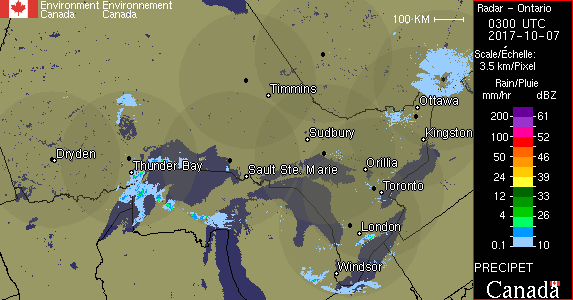 Environment Environnement
Canada Canada
100 KM
Timmins
Ottawa
Sudbury
Kingston
Dryden
Thunder Bay
Sault Ste. Marie
Orillia
Toronto
London
Windsor
Radar - Ontario
0300 UTC
2017-10-07
Scale/Échelle:
3.5 km/Pixel
Rain/Pluie
mm/hr dBZ
200 61
100 52
50 46
24 39
12 33
4 26
0.1 10
PRECIPET
Canada